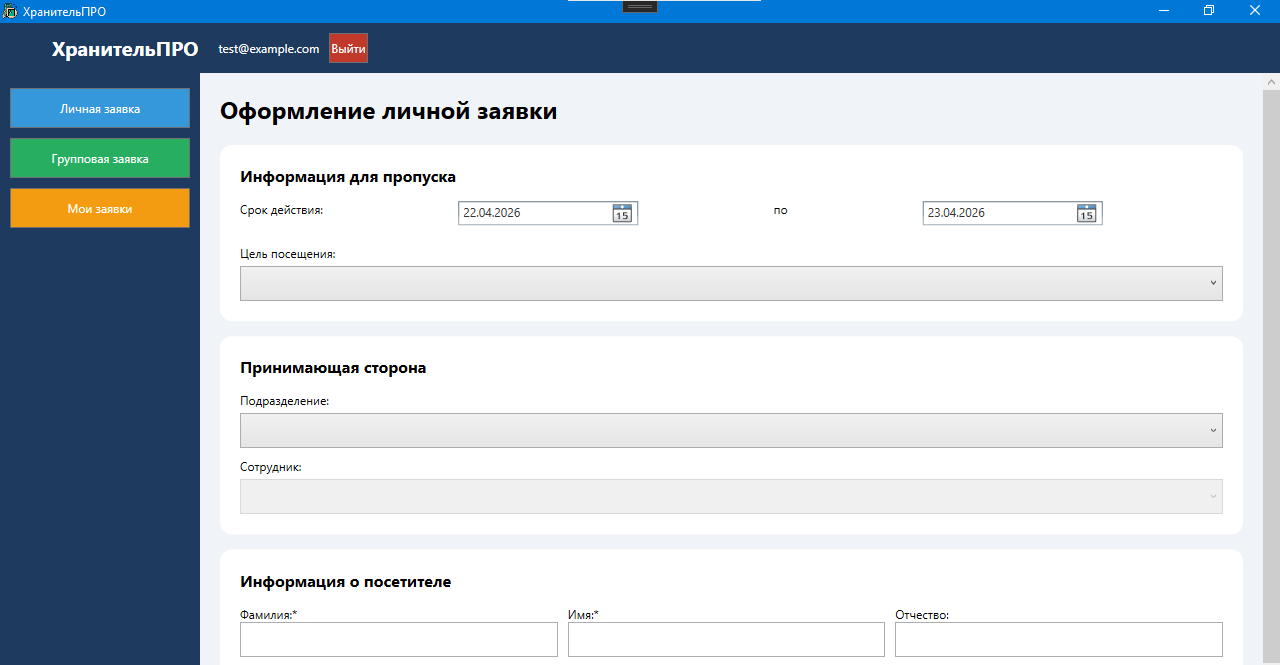 ХранительПРО
ХранительПРО test@example.com Выйти
Личная заявка
Групповая заявка
Мои заявки
Оформление личной заявки
Информация для пропуска
Срок действия: 22.04.2026 15 по 23.04.2026 15
Цель посещения:
Принимающая сторона
Подразделение:
Сотрудник:
Информация о посетителе
Фамилия:* Имя:* Отчество: